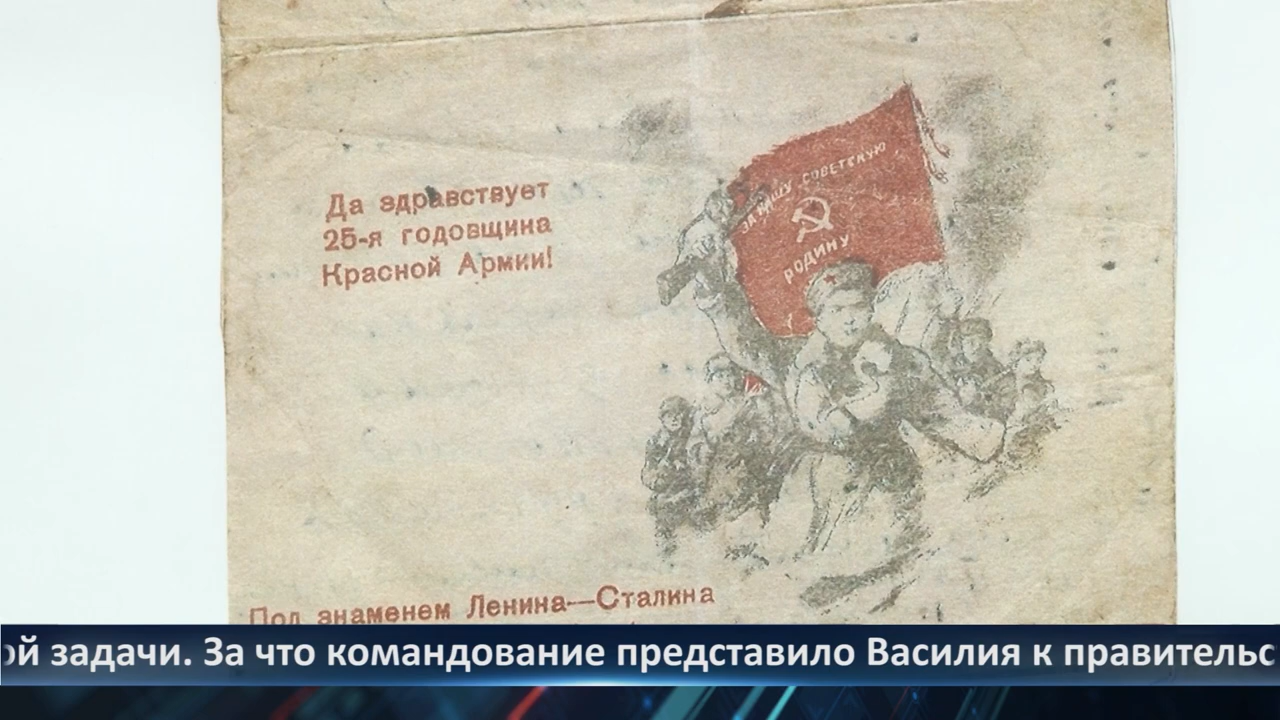 Да здравствует
25-я годовщина
Красной Армии!
ЗА НАШУ СОВЕТСКУЮ
РОДИНУ
Под знаменем Ленина—Сталина
ой задачи. За что командование представило Василия к правительс